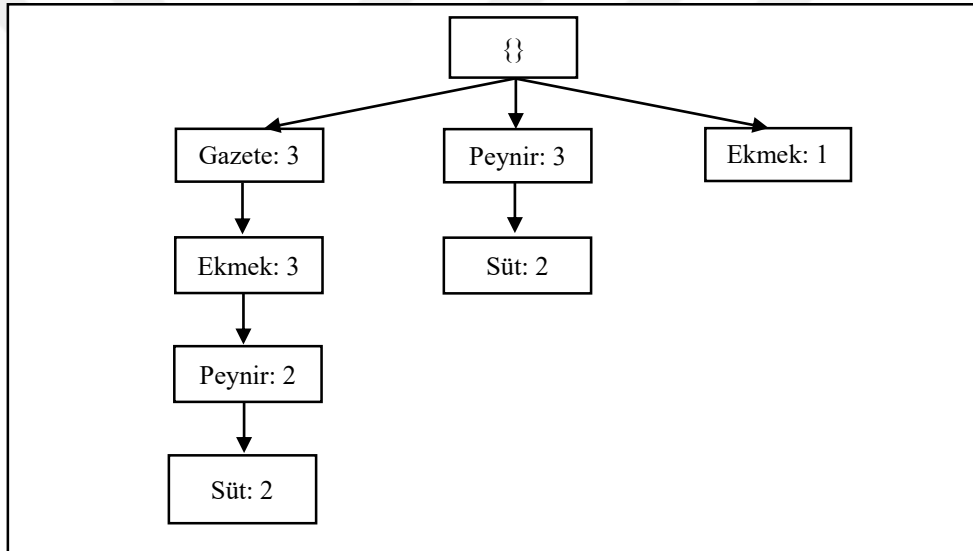 {}
Gazete: 3
Peynir: 3
Ekmek: 1
Ekmek: 3
Süt: 2
Peynir: 2
Süt: 2